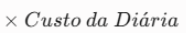 × Custo da Diária